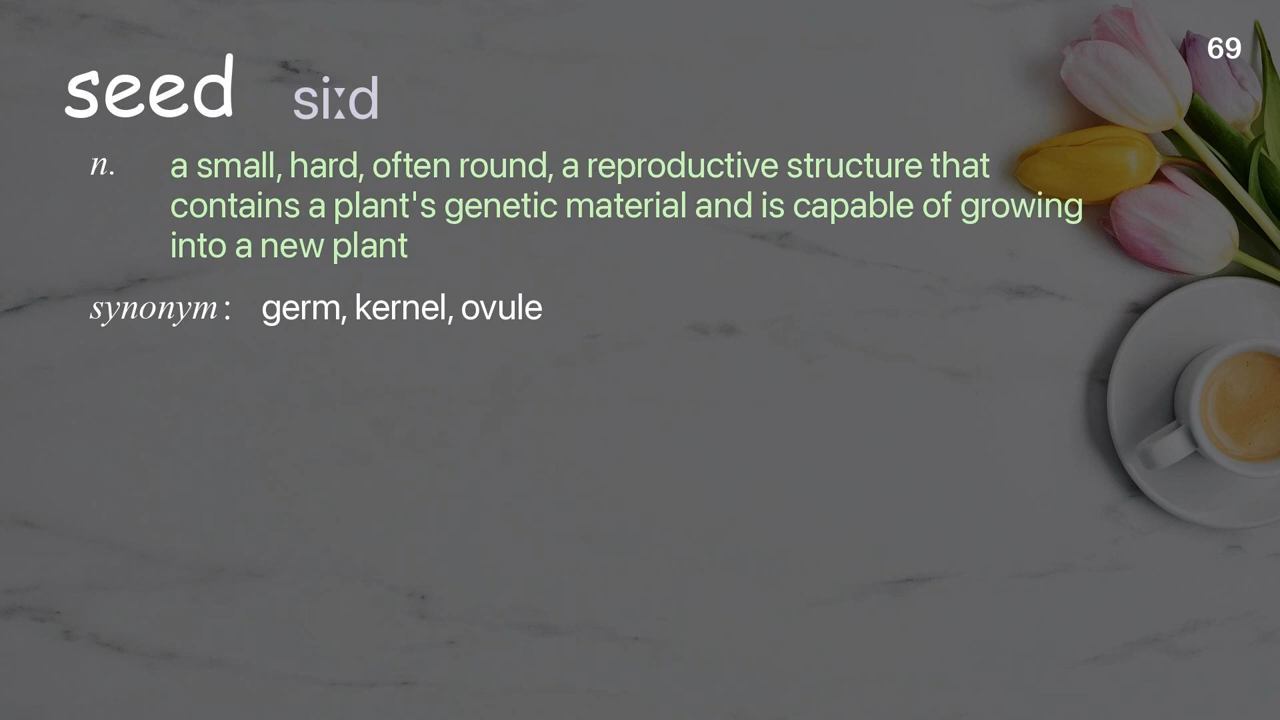 69
seed siːd
n. a small, hard, often round, a reproductive structure that
contains a plant's genetic material and is capable of growing
into a new plant
synonym: germ, kernel, ovule